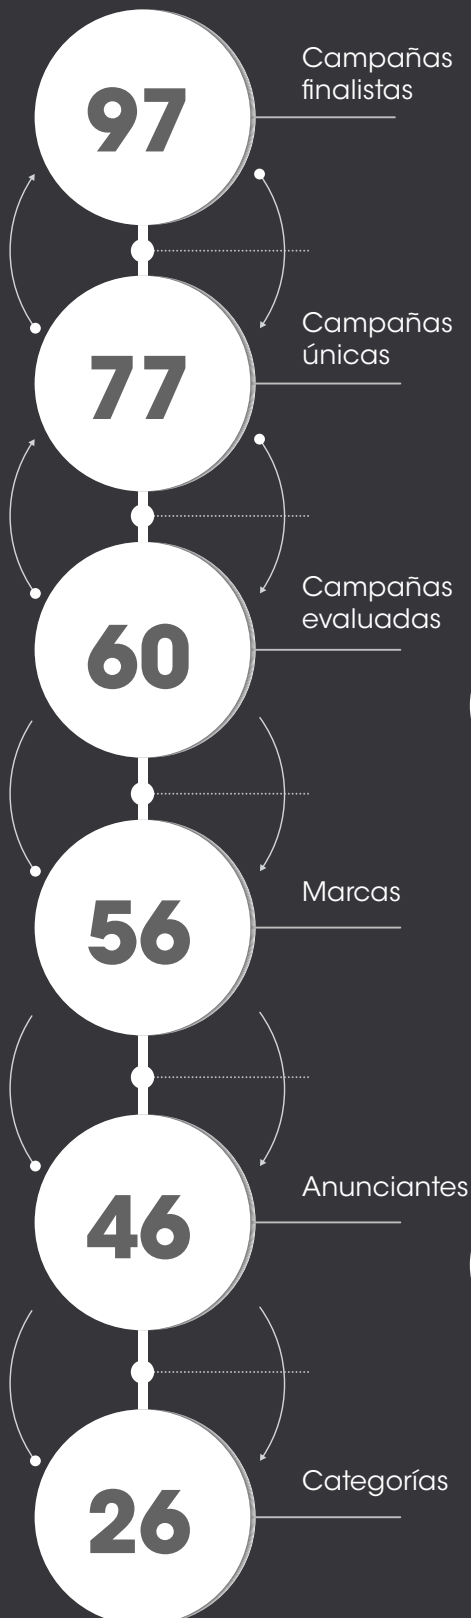 Campañas
finalistas
97
Campañas
únicas
77
Campañas
evaluadas
60
Marcas
56
Anunciantes
46
Categorías
26